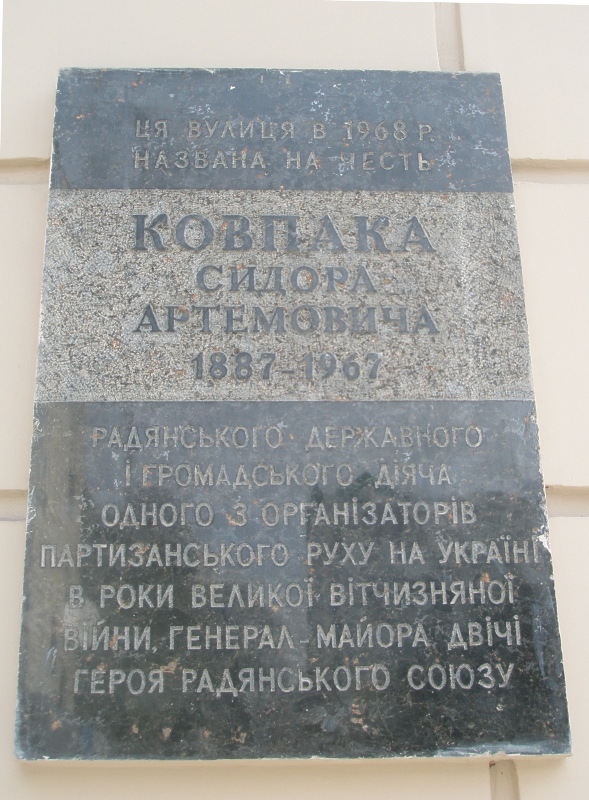 ЦЯ ВУЛИЦЯ В 1968 Р.
НАЗВАНА НА ЧЕСТЬ
КОВПАКА
СИДОРА
АРТЕМОВИЧА
1887-1967
РАДЯНСЬКОГО ДЕРЖАВНОГО
І ГРОМАДСЬКОГО ДІЯЧА
ОДНОГО З ОРГАНІЗАТОРІВ
ПАРТИЗАНСЬКОГО РУХУ НА УКРАЇНІ
В РОКИ ВЕЛИКОЇ ВІТЧИЗНЯНОЇ
ВІЙНИ, ГЕНЕРАЛ-МАЙОРА ДВІЧІ
ГЕРОЯ РАДЯНСЬКОГО СОЮЗУ